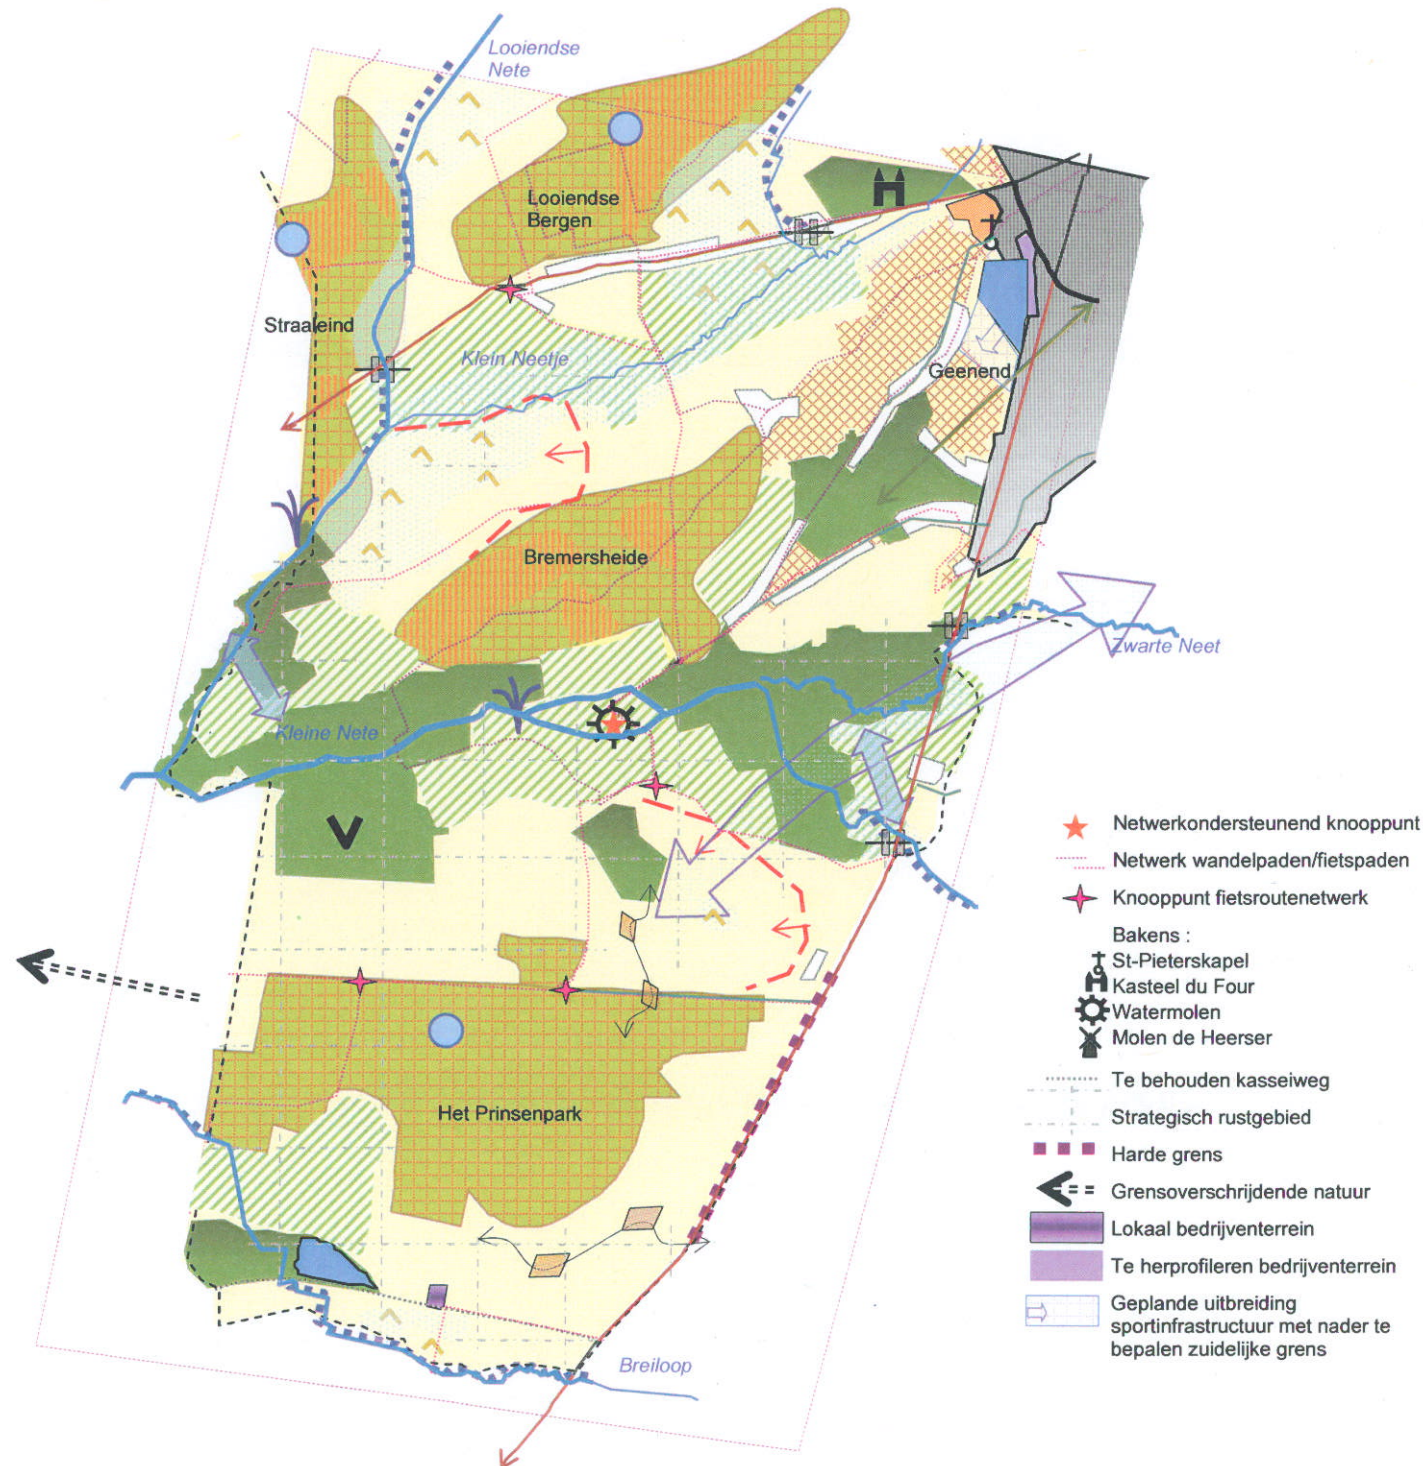 Looiendse
Nete
Looiendse
Bergen
Straaleind
Klein Neetje
Geenend
Bremersheide
Zwarte Neet
Kleine Nete
Het Prinsenpark
Breiloop
Netwerkondersteunend knooppunt
Netwerk wandelpaden/fietspaden
Knooppunt fietsroutenetwerk
Bakens :
St-Pieterskapel
Kasteel du Four
Watermolen
Molen de Heerser
Te behouden kasseiweg
Strategisch rustgebied
Harde grens
Grensoverschrijdende natuur
Lokaal bedrijventerrein
Te herprofileren bedrijventerrein
Geplande uitbreiding
sportinfrastructuur met nader te
bepalen zuidelijke grens